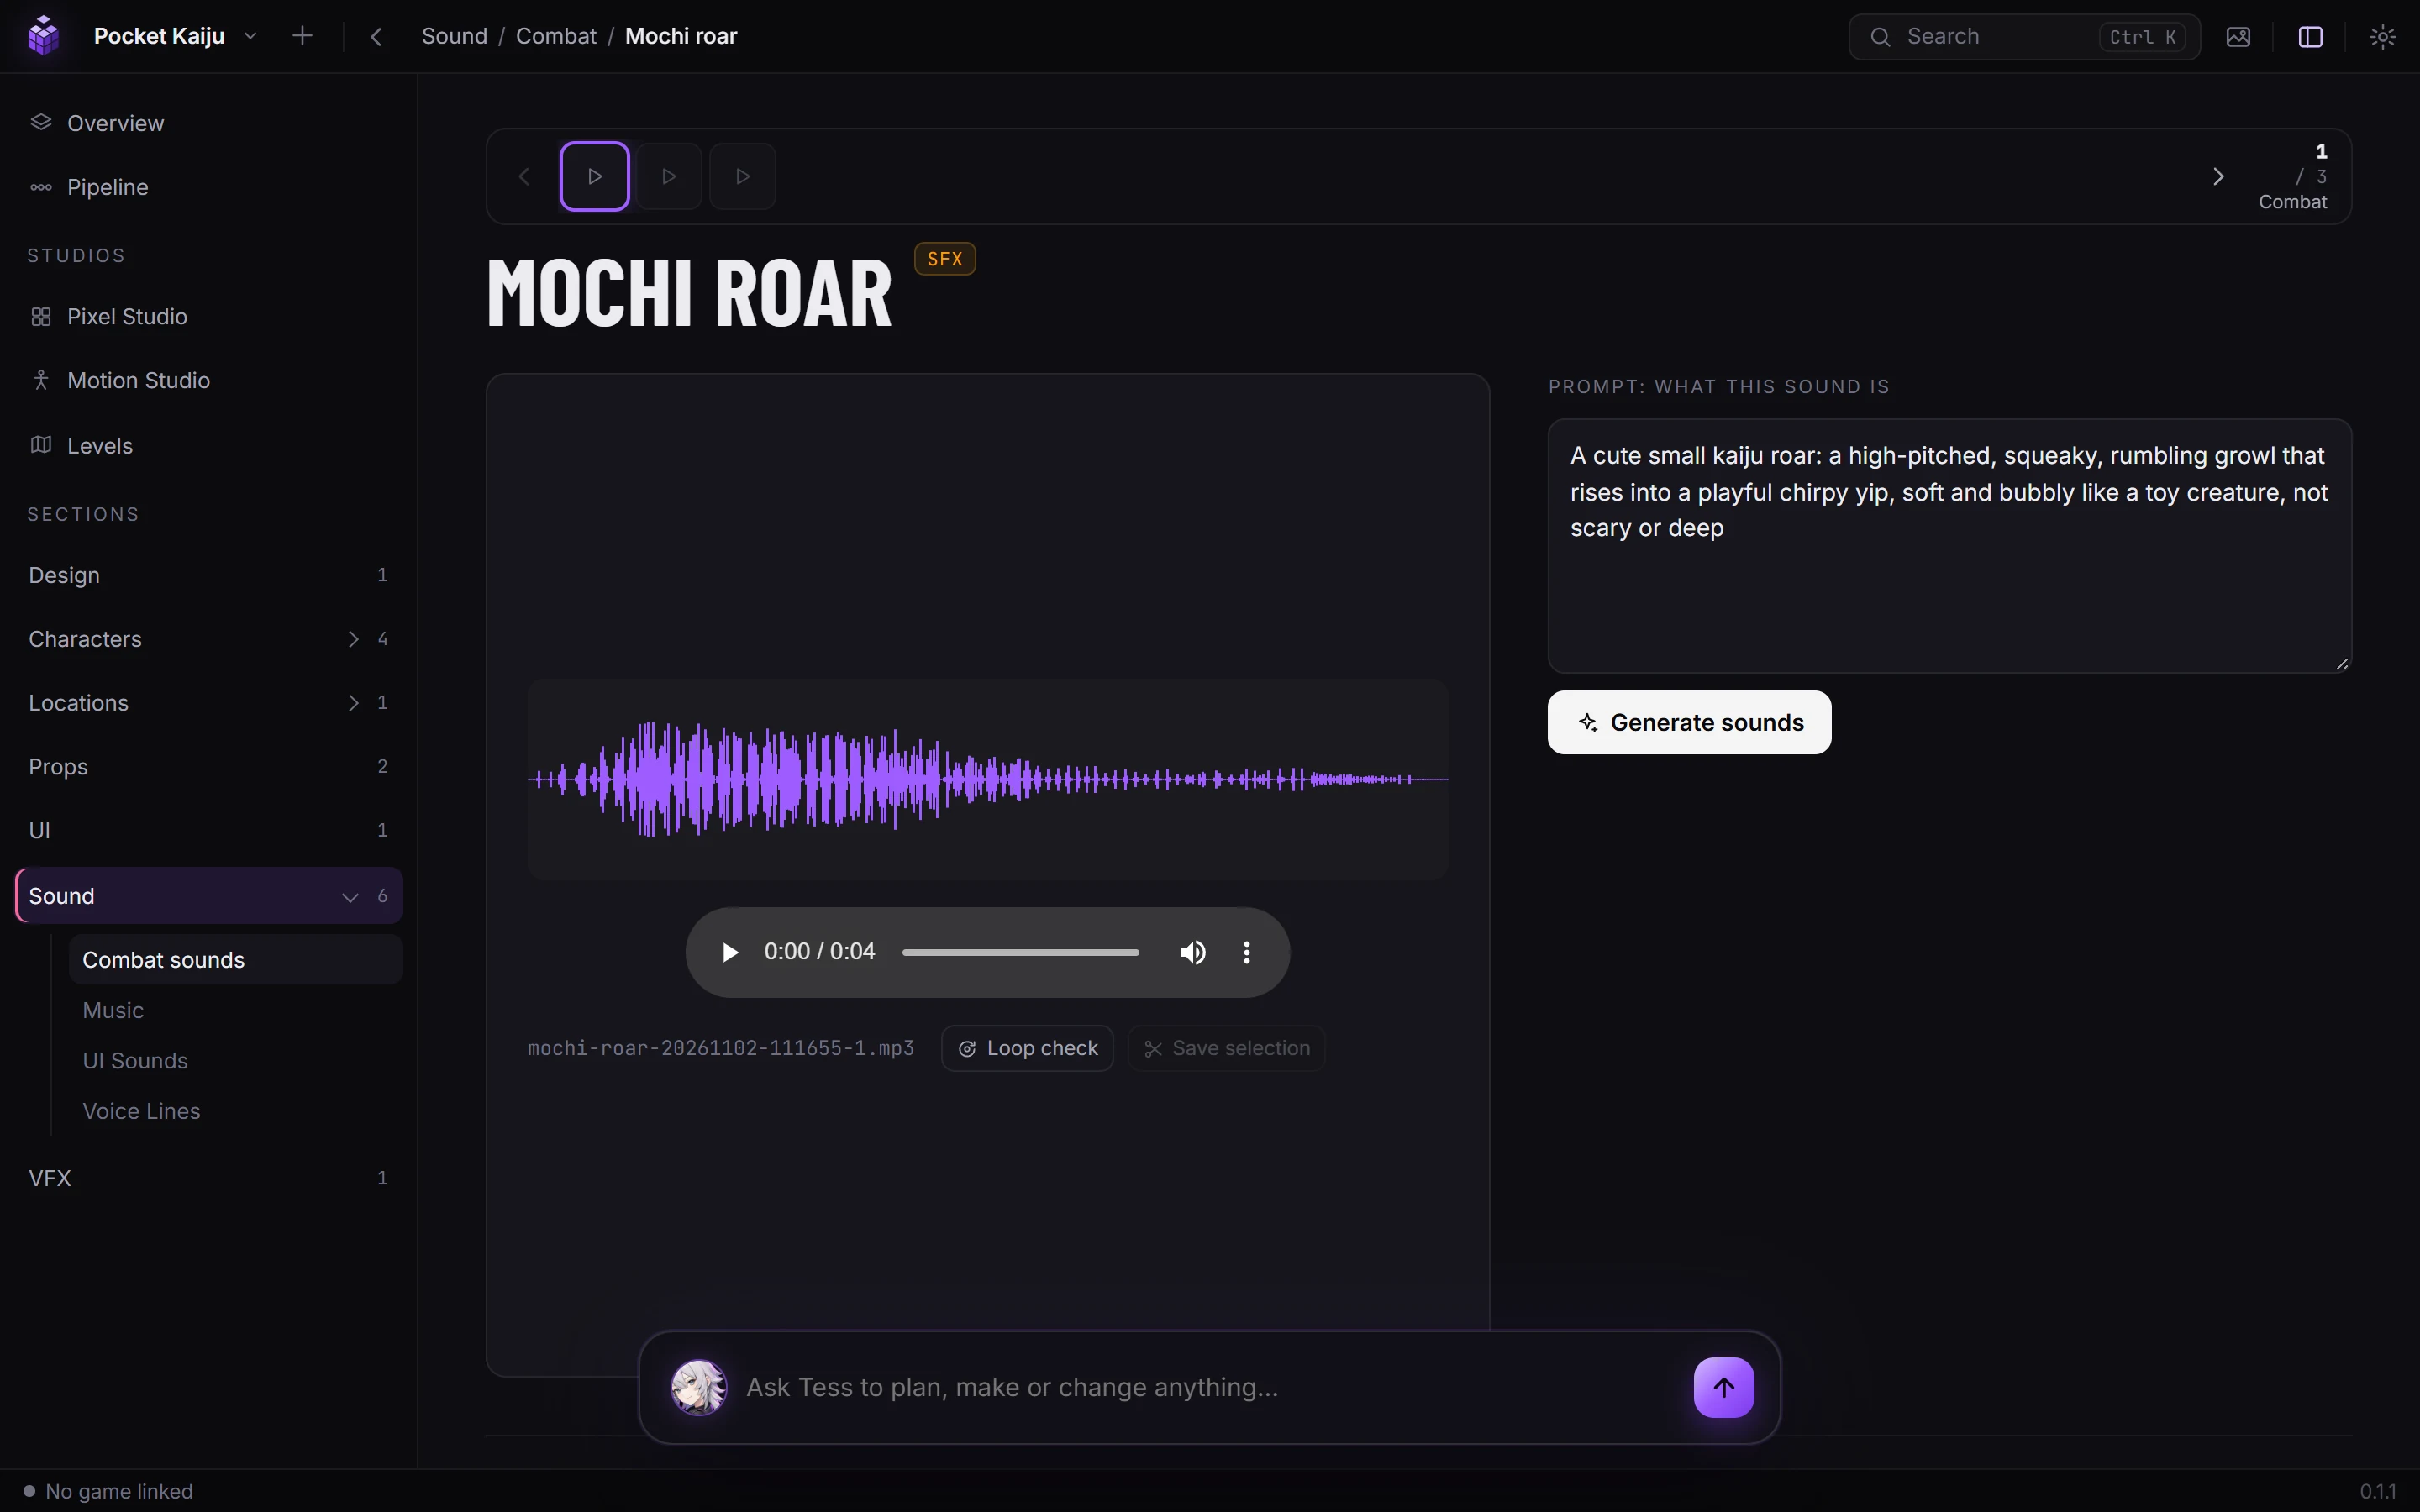 Pocket Kaiju
Sound / Combat / Mochi roar
Search
Ctrl K
Overview
Pipeline
STUDIOS
Pixel Studio
Motion Studio
Levels
SECTIONS
Design 1
Characters 4
Locations 1
Props 2
UI 1
Sound 6
Combat sounds
Music
UI Sounds
Voice Lines
VFX 1
1
/ 3
Combat
MOCHI ROAR
SFX
PROMPT: WHAT THIS SOUND IS
A cute small kaiju roar: a high-pitched, squeaky, rumbling growl that
rises into a playful chirpy yip, soft and bubbly like a toy creature, not
scary or deep
Generate sounds
0:00 / 0:04
mochi-roar-20261102-111655-1.mp3
Loop check
Save selection
Ask Tess to plan, make or change anything...
No game linked
0.1.1